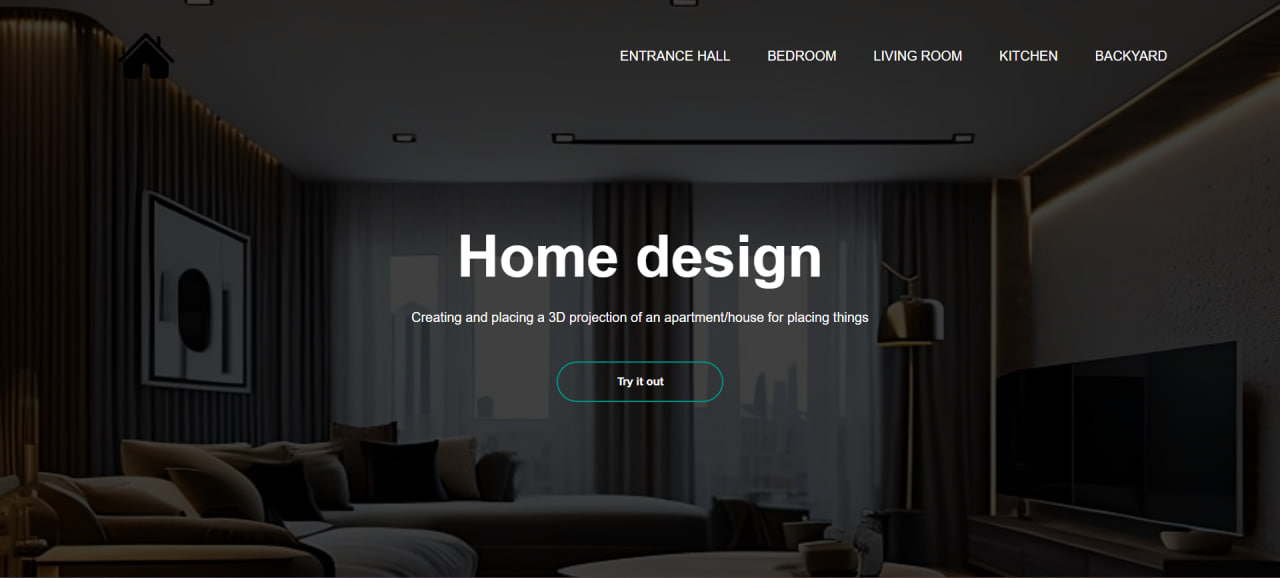 ENTRANCE HALL BEDROOM LIVING ROOM KITCHEN BACKYARD
Home design
Creating and placing a 3D projection of an apartment/house for placing things
Try it out